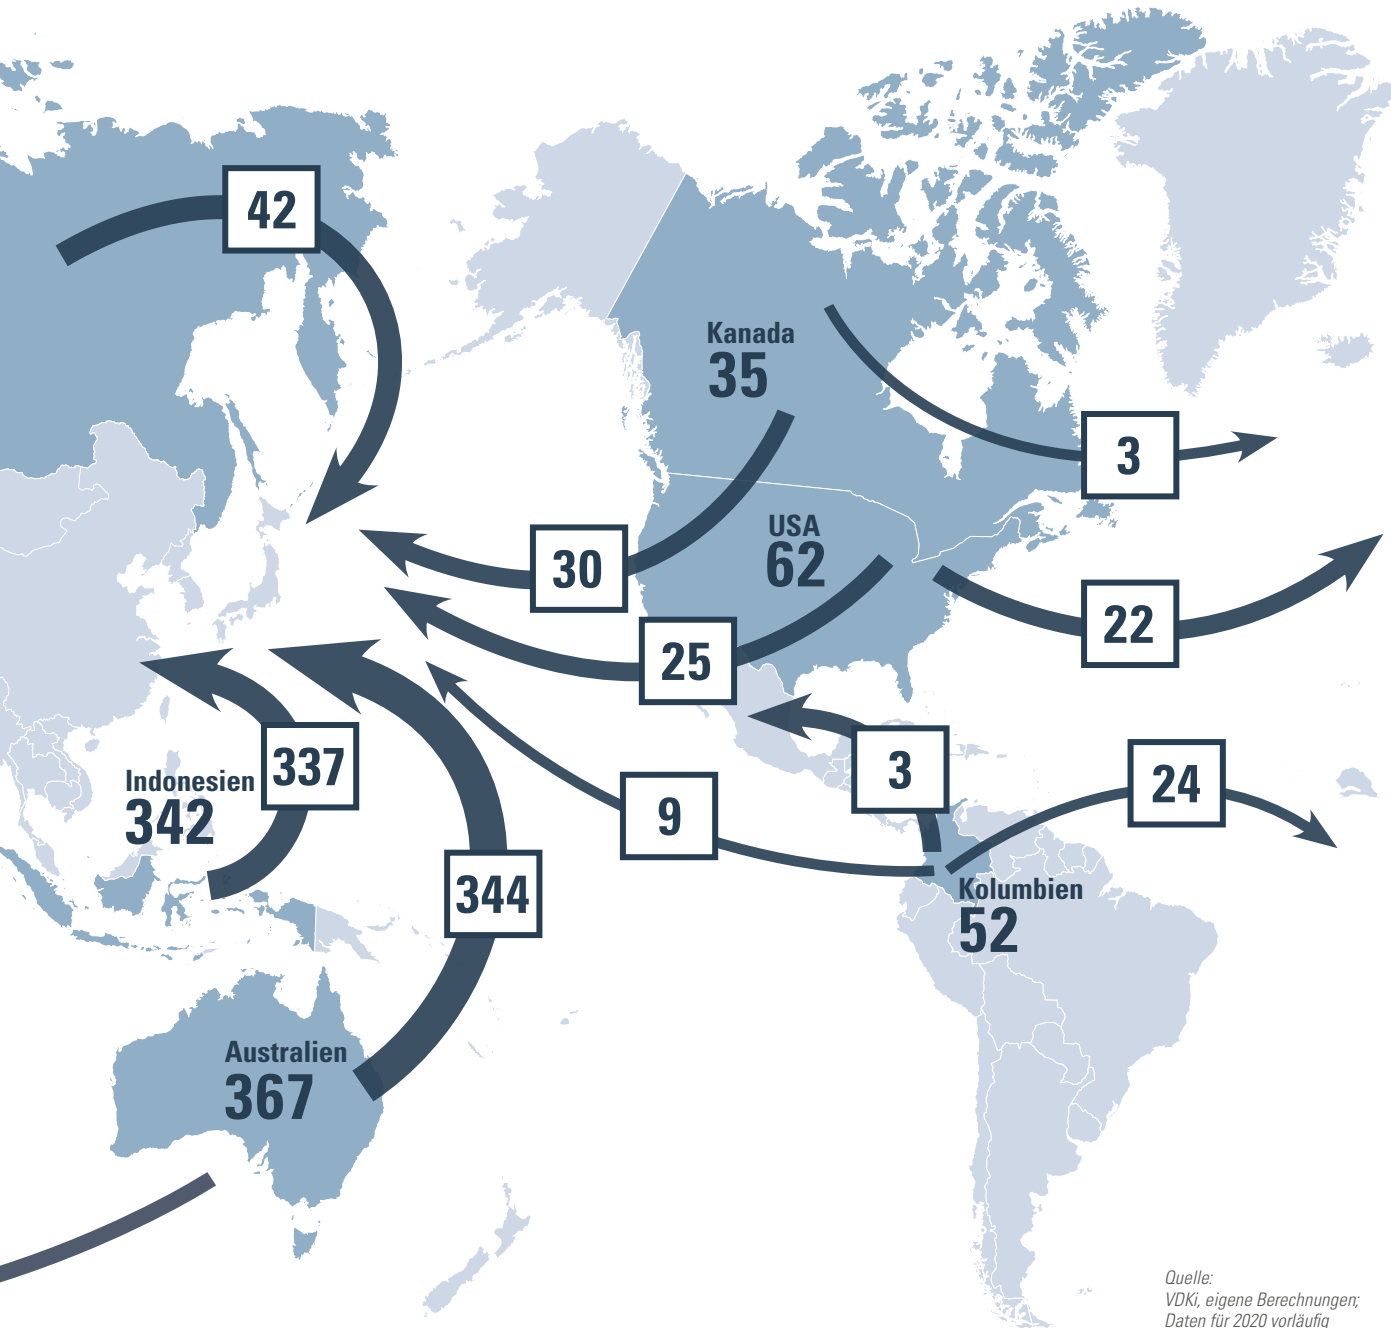 42
Kanada
35
3
30
USA
62
22
25
337
Indonesien
342
3
24
9
344
Kolumbien
52
Australien
367
Quelle:
VDKi, eigene Berechnungen;
Daten für 2020 vorläufig